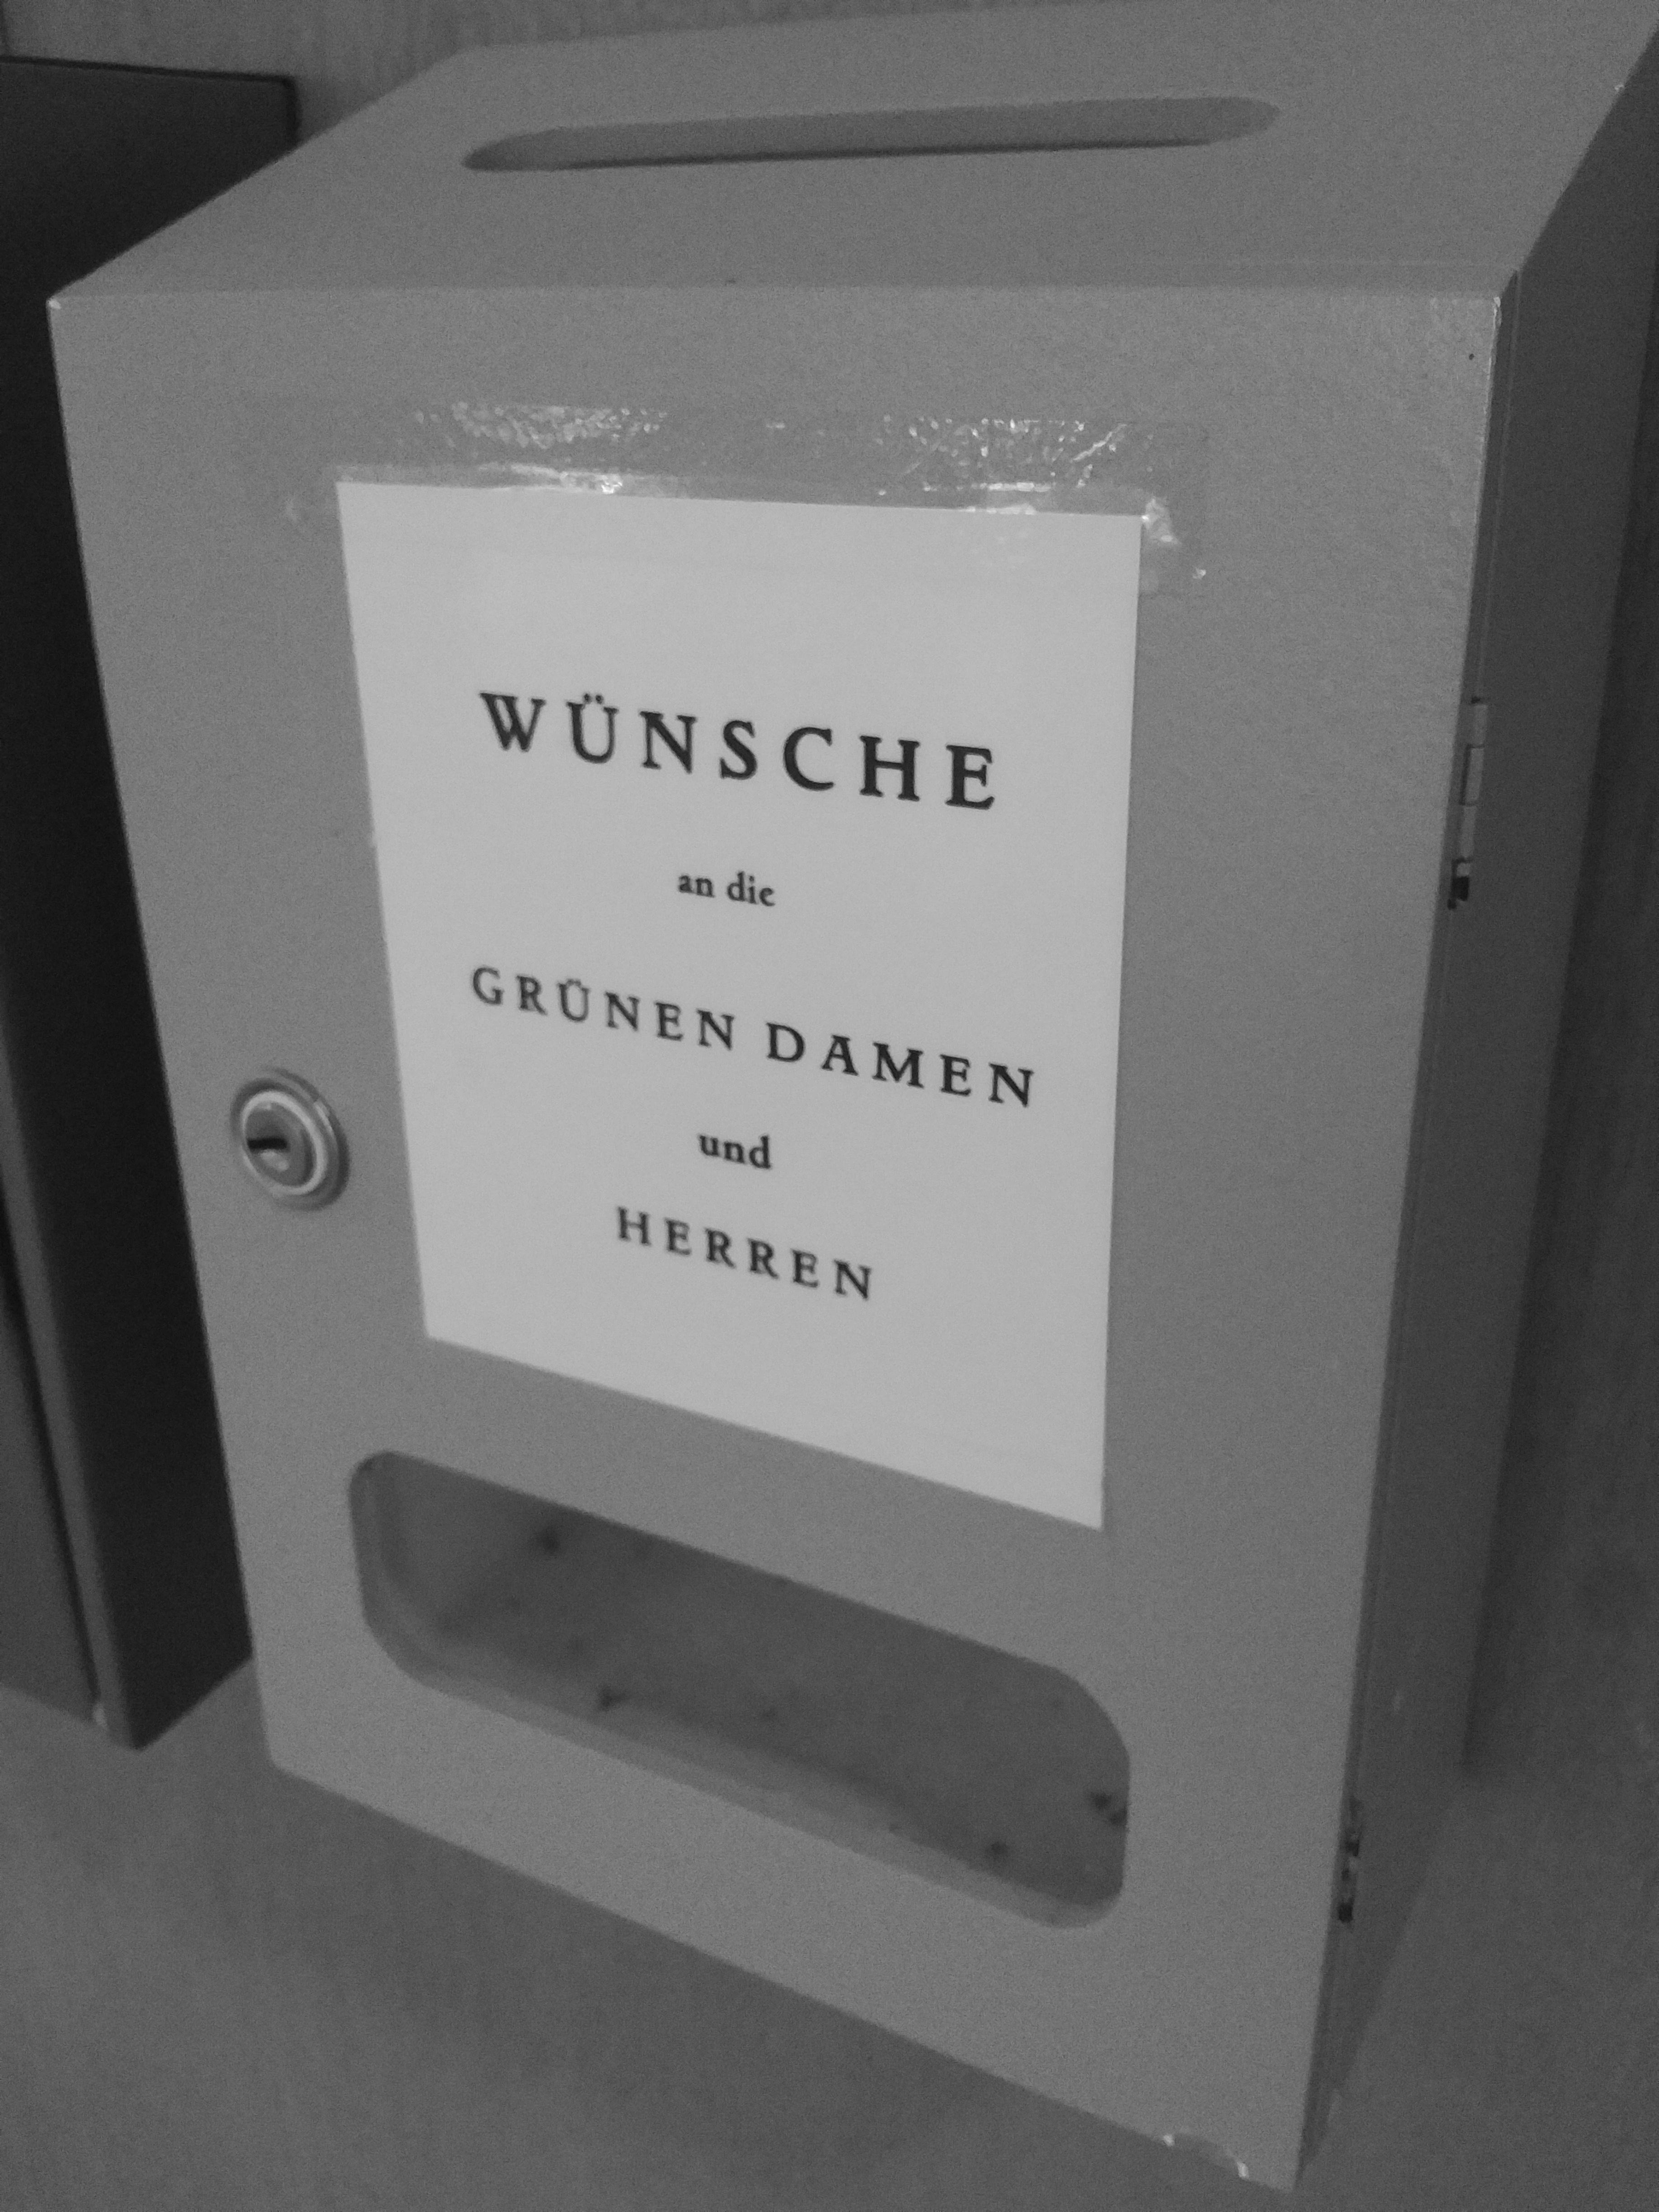 WÜNSCHE
an die
GRÜNEN DAMEN
und
HERREN